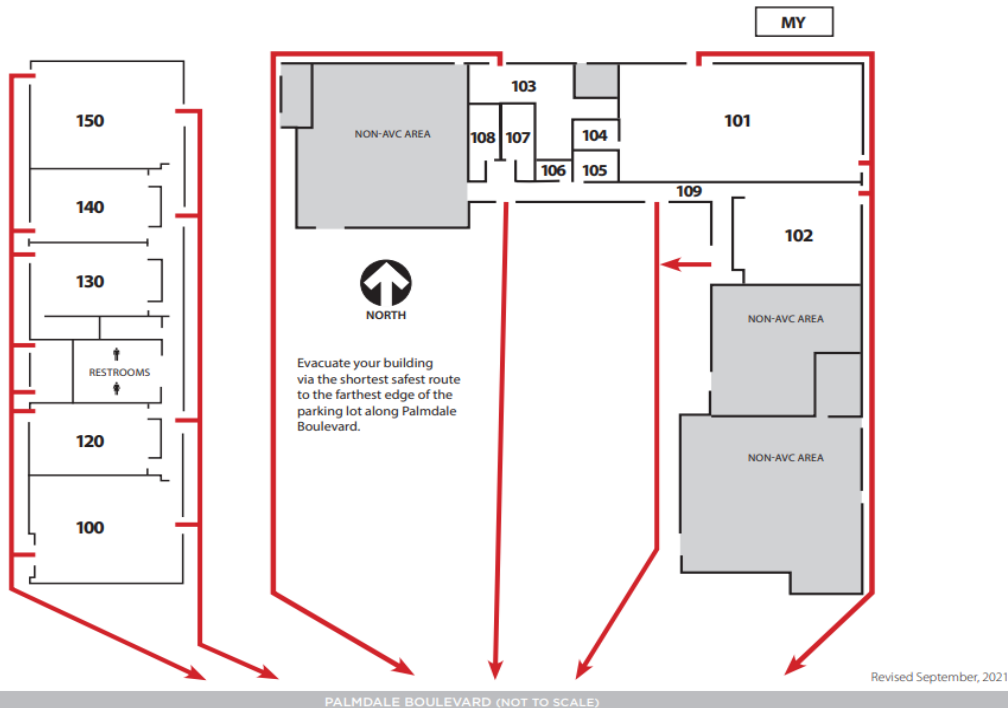 MY
150
140
130
RESTROOMS
120
100
NON-AVC AREA
103
108
107
106
104
105
101
109
102
NON-AVC AREA
NON-AVC AREA
NORTH
Evacuate your building
via the shortest safest route
to the farthest edge of the
parking lot along Palmdale
Boulevard.
Revised September, 2021
PALMDALE BOULEVARD (NOT TO SCALE)